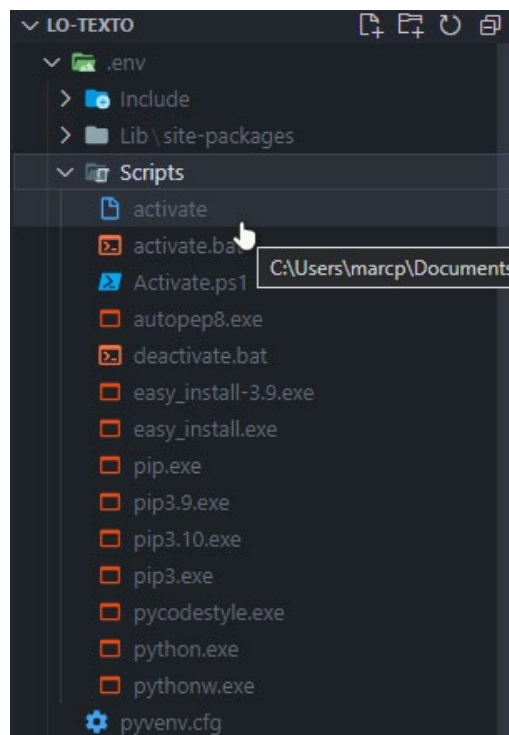 LO-TEXTO
.env
Include
Lib\site-packages
Scripts
activate
activate.bat
C:\Users\marcp\Documents
Activate.ps1
autopep8.exe
deactivate.bat
easy_install-3.9.exe
easy_install.exe
pip.exe
pip3.9.exe
pip3.10.exe
pip3.exe
pycodestyle.exe
python.exe
pythonw.exe
pyvenv.cfg